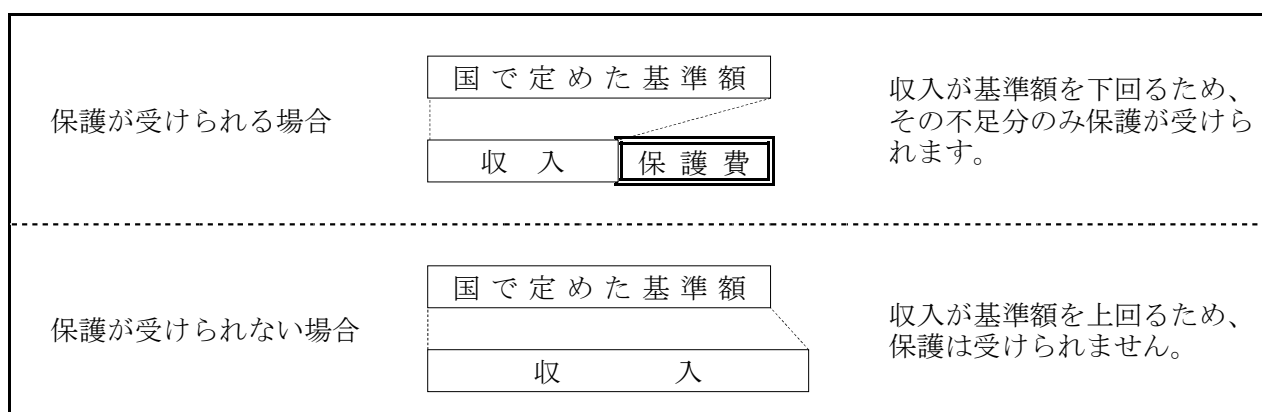 保護が受けられる場合
国で定めた基準額
収入
保護費
収入が基準額を下回るため、
その不足分のみ保護が受けら
れます。
保護が受けられない場合
国で定めた基準額
収入
収入が基準額を上回るため、
保護は受けられません。